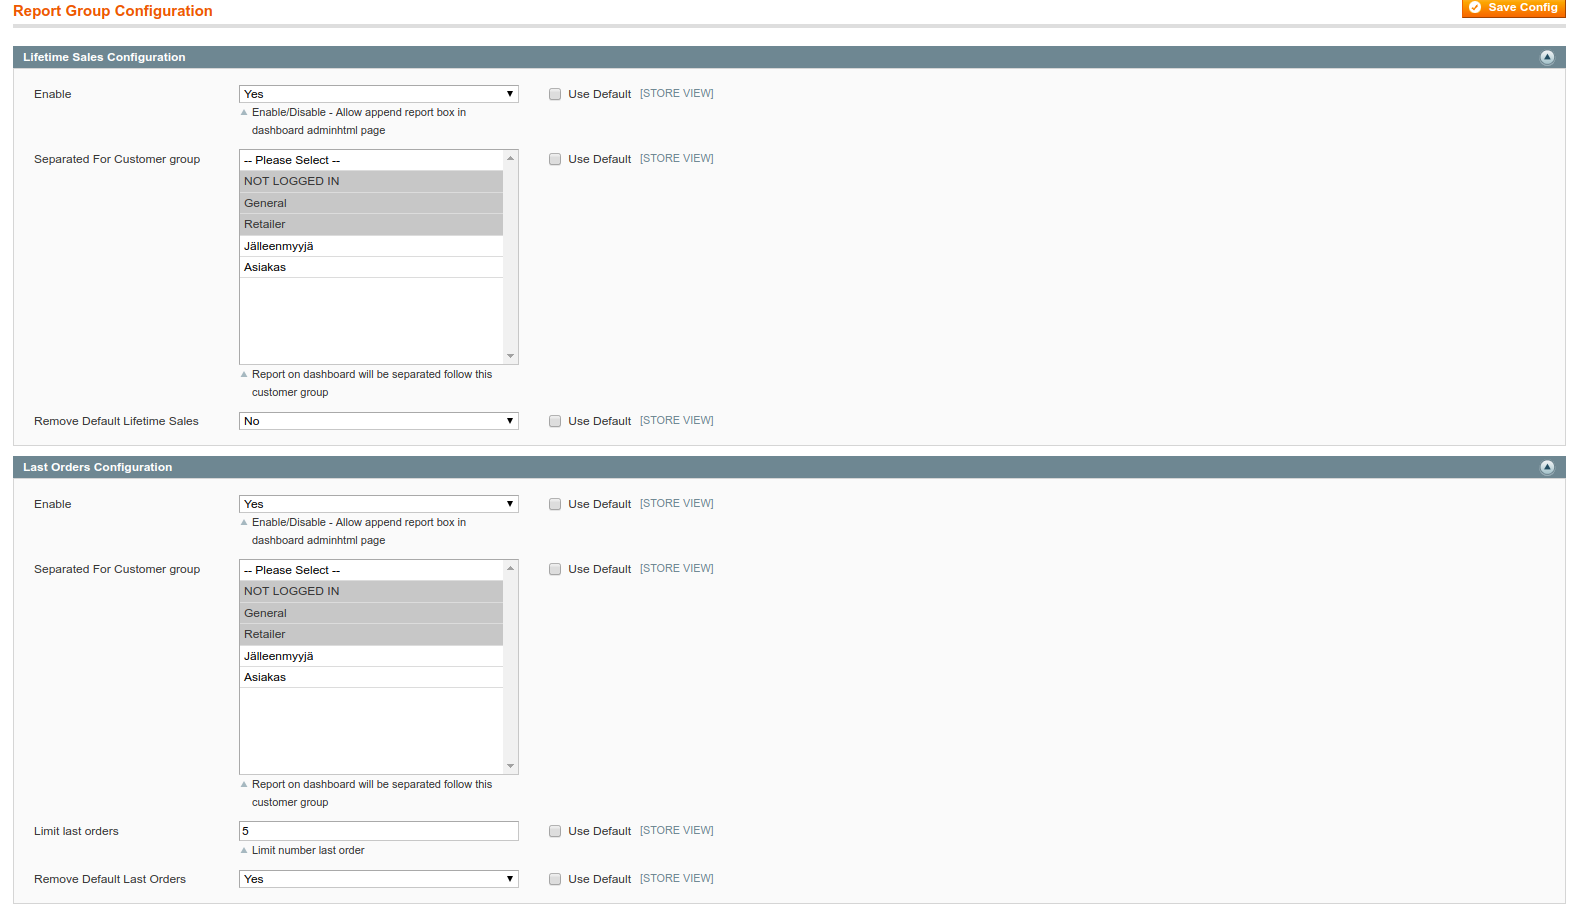 Report Group Configuration
Save Config
Lifetime Sales Configuration
Enable
Yes
Use Default [STORE VIEW]
Enable/Disable - Allow append report box in
dashboard adminhtml page
Separated For Customer group
-- Please Select --
Use Default [STORE VIEW]
NOT LOGGED IN
General
Retailer
Jälleenmyyjä
Asiakas
Report on dashboard will be separated follow this
customer group
Remove Default Lifetime Sales
No
Use Default [STORE VIEW]
Last Orders Configuration
Enable
Yes
Use Default [STORE VIEW]
Enable/Disable - Allow append report box in
dashboard adminhtml page
Separated For Customer group
-- Please Select --
Use Default [STORE VIEW]
NOT LOGGED IN
General
Retailer
Jälleenmyyjä
Asiakas
Report on dashboard will be separated follow this
customer group
Limit last orders
5
Use Default [STORE VIEW]
Limit number last order
Remove Default Last Orders
Yes
Use Default [STORE VIEW]